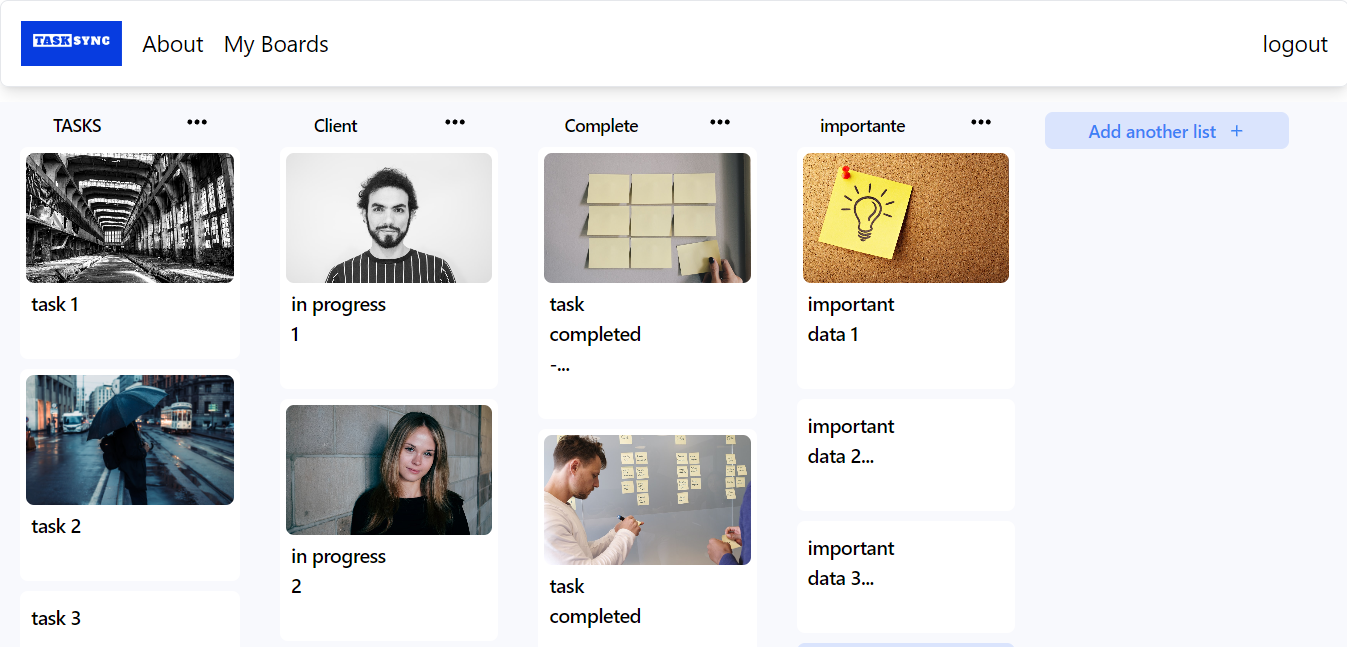 TASKSYNC
About
My Boards
logout
TASKS
•••
Client
•••
Complete
•••
importante
•••
Add another list +
task 1
task 2
task 3
in progress
1
in progress
2
task
completed
-...
task
completed
important
data 1
important
data 2...
important
data 3...